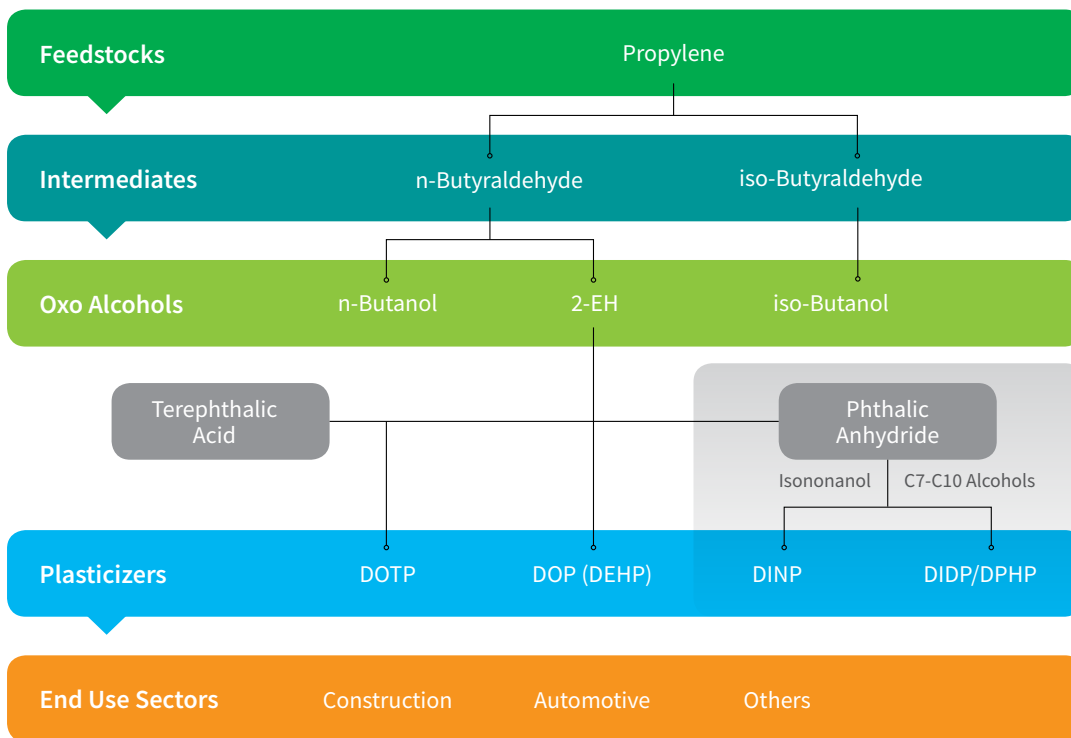 Feedstocks
Propylene
Intermediates
n-Butyraldehyde
iso-Butyraldehyde
Oxo Alcohols
n-Butanol
2-EH
iso-Butanol
Terephthalic
Acid
Phthalic
Anhydride
Isononanol
C7-C10 Alcohols
Plasticizers
DOTP
DOP (DEHP)
DINP
DIDP/DPHP
End Use Sectors
Construction
Automotive
Others